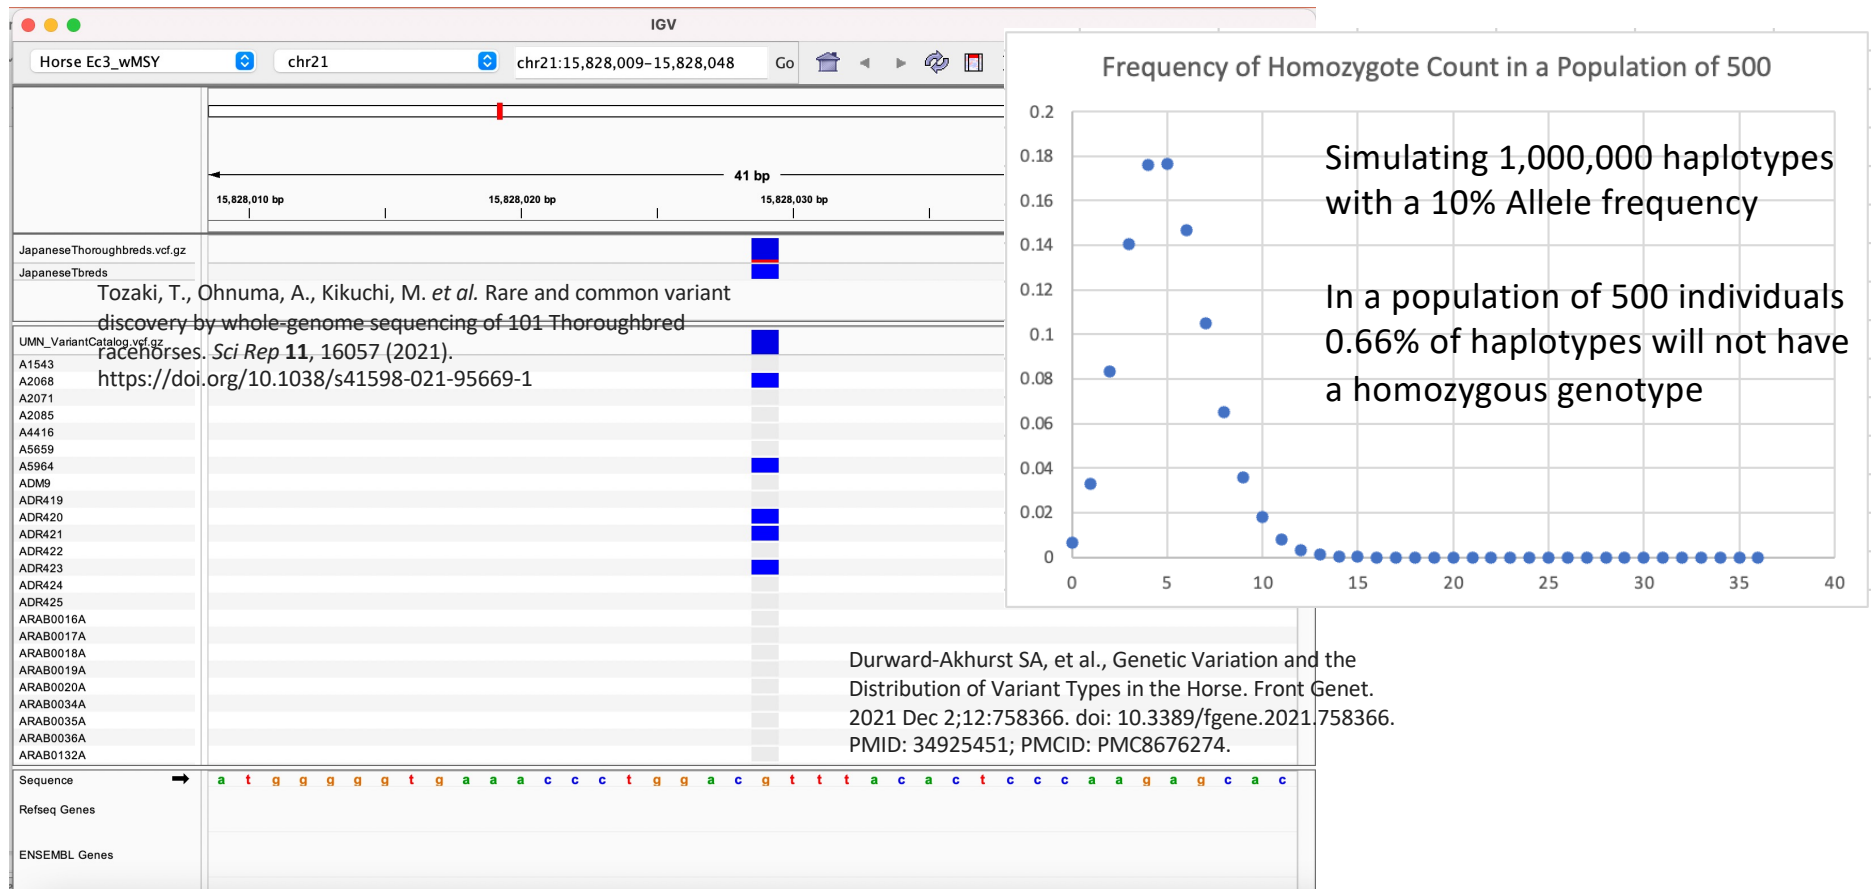 IGV
Horse Ec3_wMSY
chr21
chr21:15,828,009-15,828,048
Go
41 bp
15,828,010 bp
15,828,020 bp
15,828,030 bp
JapaneseThoroughbreds.vcf.gz
JapaneseTbreds
Tozaki, T., Ohnuma, A., Kikuchi, M. et al. Rare and common variant
discovery by whole-genome sequencing of 101 Thoroughbred
racehorses. Sci Rep 11, 16057 (2021).
https://doi.org/10.1038/s41598-021-95669-1
UMN_VariantCatalog.vcf.gz
A1543
A2068
A2071
A2085
A4416
A5659
A5964
ADM9
ADR419
ADR420
ADR421
ADR422
ADR423
ADR424
ADR425
ARAB0016A
ARAB0017A
ARAB0018A
ARAB0019A
ARAB0020A
ARAB0034A
ARAB0035A
ARAB0036A
ARAB0132A
Durward-Akhurst SA, et al., Genetic Variation and the
Distribution of Variant Types in the Horse. Front Genet.
2021 Dec 2;12:758366. doi: 10.3389/fgene.2021.758366.
PMID: 34925451; PMCID: PMC8676274.
Sequence
a t g g g g g t g a a a c c c t g g a c g t t t a c a c t c c c a a g a g c a c
Refseq Genes
ENSEMBL Genes
Frequency of Homozygote Count in a Population of 500
0.2
0.18
0.16
0.14
0.12
0.1
0.08
0.06
0.04
0.02
0
0 5 10 15 20 25 30 35 40
Simulating 1,000,000 haplotypes
with a 10% Allele frequency
In a population of 500 individuals
0.66% of haplotypes will not have
a homozygous genotype